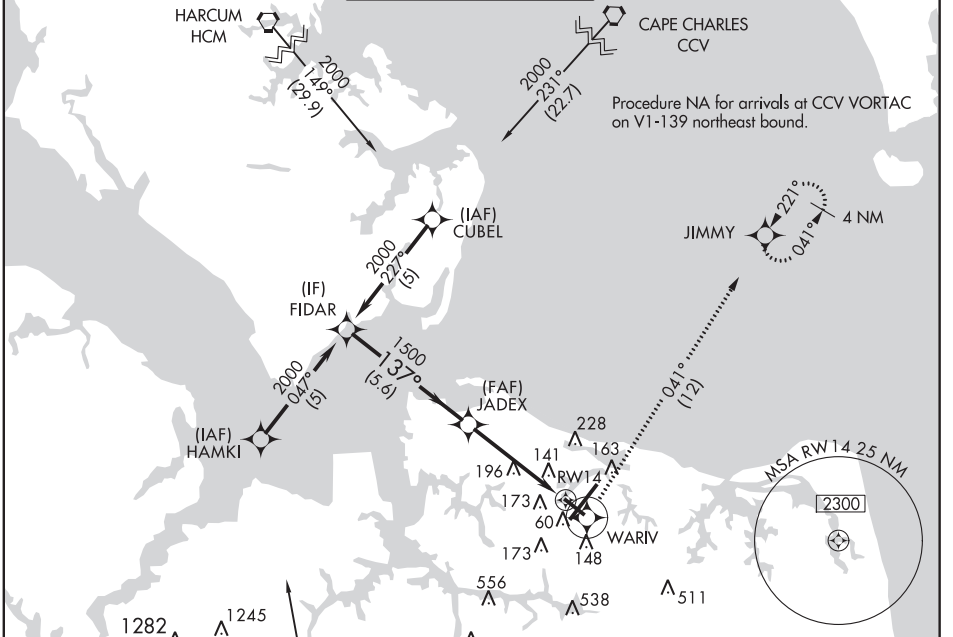 HARCUM
HCM
2000
149°
(29.9)
CAPE CHARLES
CCV
2000
231°
(22.7)
Procedure NA for arrivals at CCV VORTAC
on V1-139 northeast bound.
(IAF)
CUBEL
2000
227°
(5)
JIMMY
221°
041°
4 NM
(IF)
FIDAR
2000
047°
(5)
(IAF)
HAMKI
1500
137°
(5.6)
(FAF)
JADEX
041°
(12)
228
196
141
163
RW14
173
60
WARIV
173
148
556
538
511
MSA RW14 25 NM
2300
1282
1245